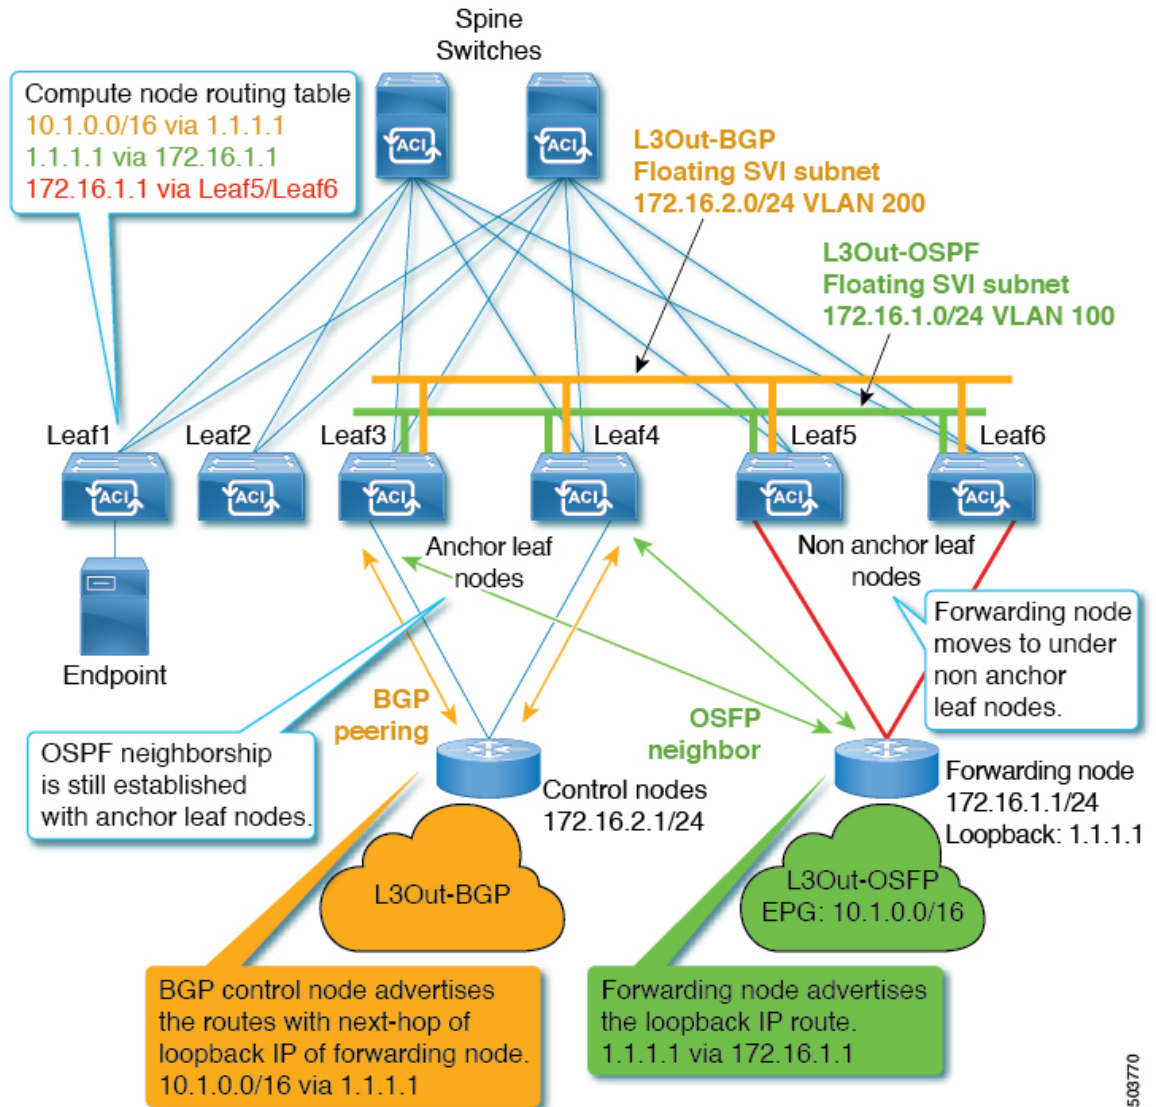 Spine
Switches
Compute node routing table
10.1.0.0/16 via 1.1.1.1
1.1.1.1 via 172.16.1.1
172.16.1.1 via Leaf5/Leaf6
ACI
ACI
L3Out-BGP
Floating SVI subnet
172.16.2.0/24 VLAN 200
L3Out-OSPF
Floating SVI subnet
172.16.1.0/24 VLAN 100
Leaf1
Leaf2
Leaf3
Leaf4
Leaf5
Leaf6
ACI
ACI
ACI
ACI
ACI
ACI
Anchor leaf
nodes
Non anchor leaf
nodes
Endpoint
Forwarding node
moves to under
non anchor
leaf nodes.
BGP
peering
OSFP
neighbor
OSPF neighborship
is still established
with anchor leaf nodes.
Control nodes
172.16.2.1/24
Forwarding node
172.16.1.1/24
Loopback: 1.1.1.1
L3Out-BGP
L3Out-OSFP
EPG: 10.1.0.0/16
BGP control node advertises
the routes with next-hop of
loopback IP of forwarding node.
10.1.0.0/16 via 1.1.1.1
Forwarding node advertises
the loopback IP route.
1.1.1.1 via 172.16.1.1
503770